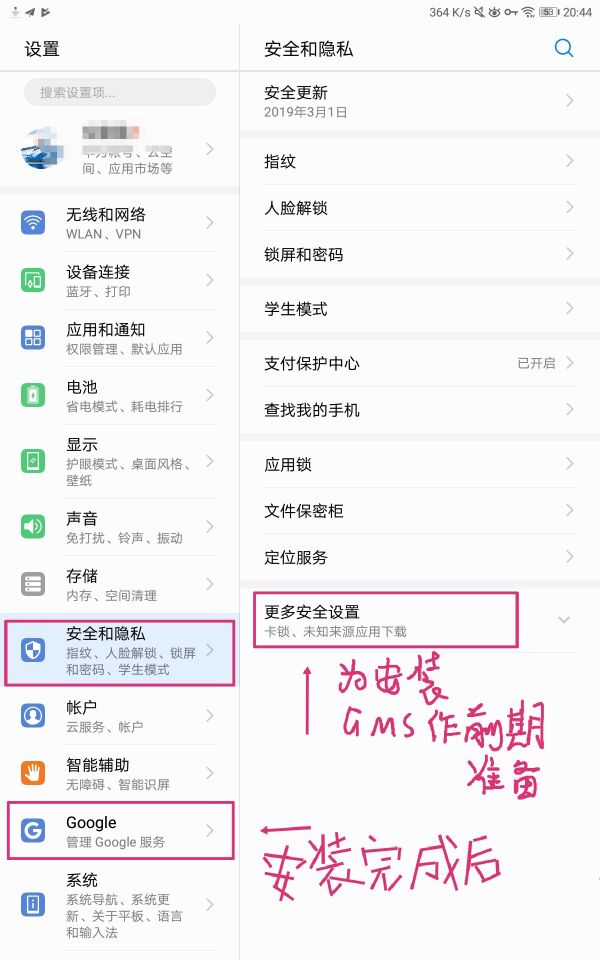 364 K/s 53 20:44
设置
搜索设置项...
华为帐号、云空
间、应用市场等
无线和网络
WLAN、VPN
设备连接
蓝牙、打印
应用和通知
权限管理、默认应用
电池
省电模式、耗电排行
显示
护眼模式、桌面风格、
壁纸
声音
免打扰、铃声、振动
存储
内存、空间清理
安全和隐私
指纹、人脸解锁、锁屏
和密码、学生模式
帐户
云服务、帐户
智能辅助
无障碍、智能识屏
Google
管理 Google 服务
系统
系统导航、系统更
新、关于平板、语言
和输入法
安全和隐私
安全更新
2019年3月1日
指纹
人脸解锁
锁屏和密码
学生模式
支付保护中心 已开启
查找我的手机
应用锁
文件保密柜
定位服务
更多安全设置
卡锁、未知来源应用下载
为安装
GMS作前期
准备
安装完成后